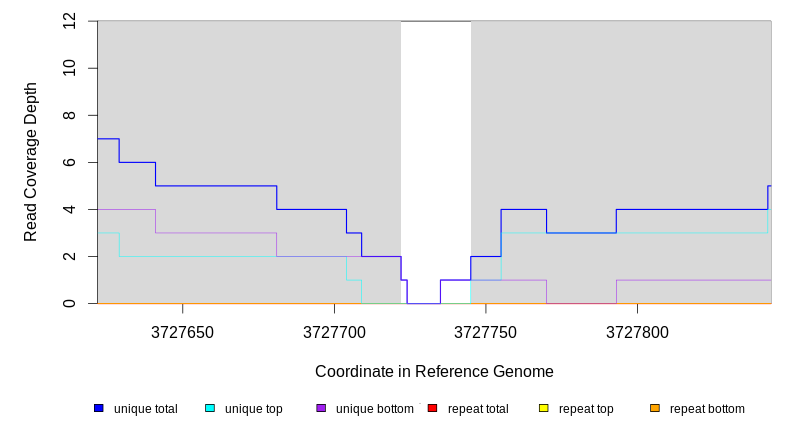 12
10
8
6
4
2
0
Read Coverage Depth
3727650 3727700 3727750 3727800
Coordinate in Reference Genome
unique total unique top unique bottom repeat total repeat top repeat bottom